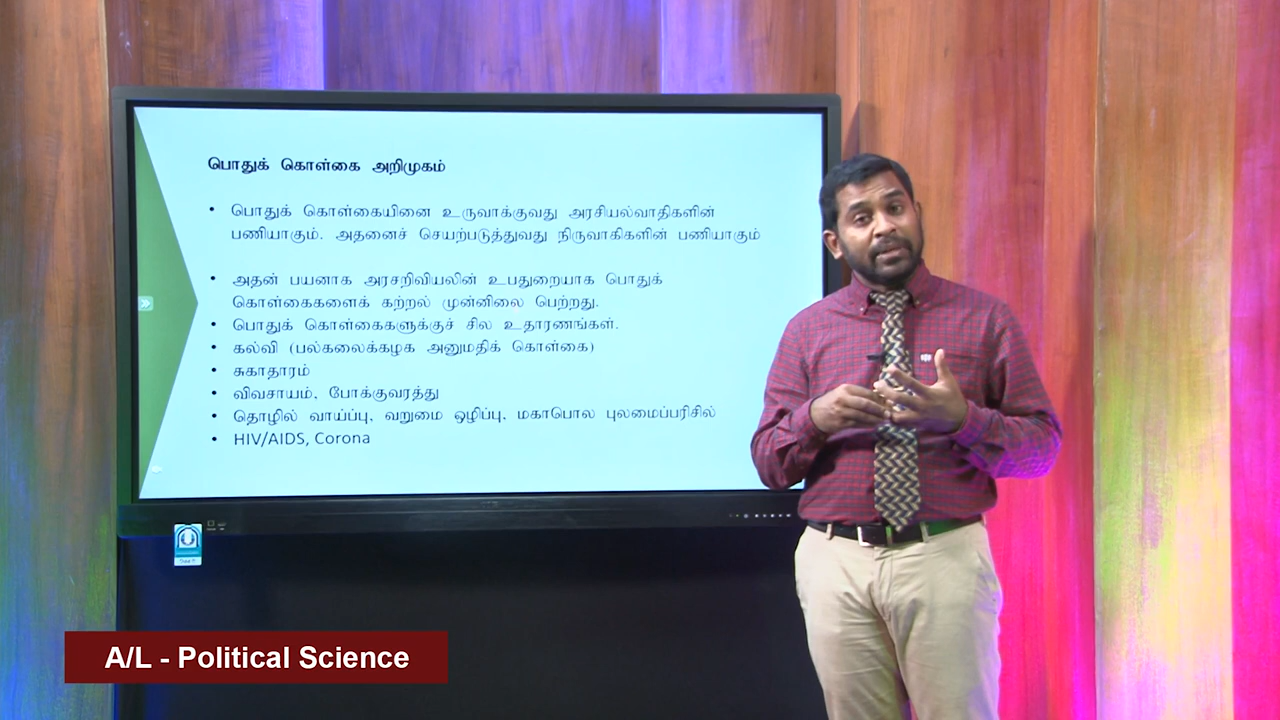 பொதுக் கொள்கை அறிமுகம்
• பொதுக் கொள்கையினை உருவாக்குவது அரசியல்வாதிகளின்
பணியாகும். அதனைச் செயற்படுத்துவது நிருவாகிகளின் பணியாகும்
• அதன் பயனாக அரசறிவியலின் உபதுறையாக பொதுக்
கொள்கைகளைக் கற்றல் முன்னிலை பெற்றது.
• பொதுக் கொள்கைகளுக்குச் சில உதாரணங்கள்.
• கல்வி (பல்கலைக்கழக அனுமதிக் கொள்கை)
• சுகாதாரம்
• விவசாயம், போக்குவரத்து
• தொழில் வாய்ப்பு, வறுமை ஒழிப்பு, மகாபொல புலமைப்பரிசில்
• HIV/AIDS, Corona
A/L - Political Science